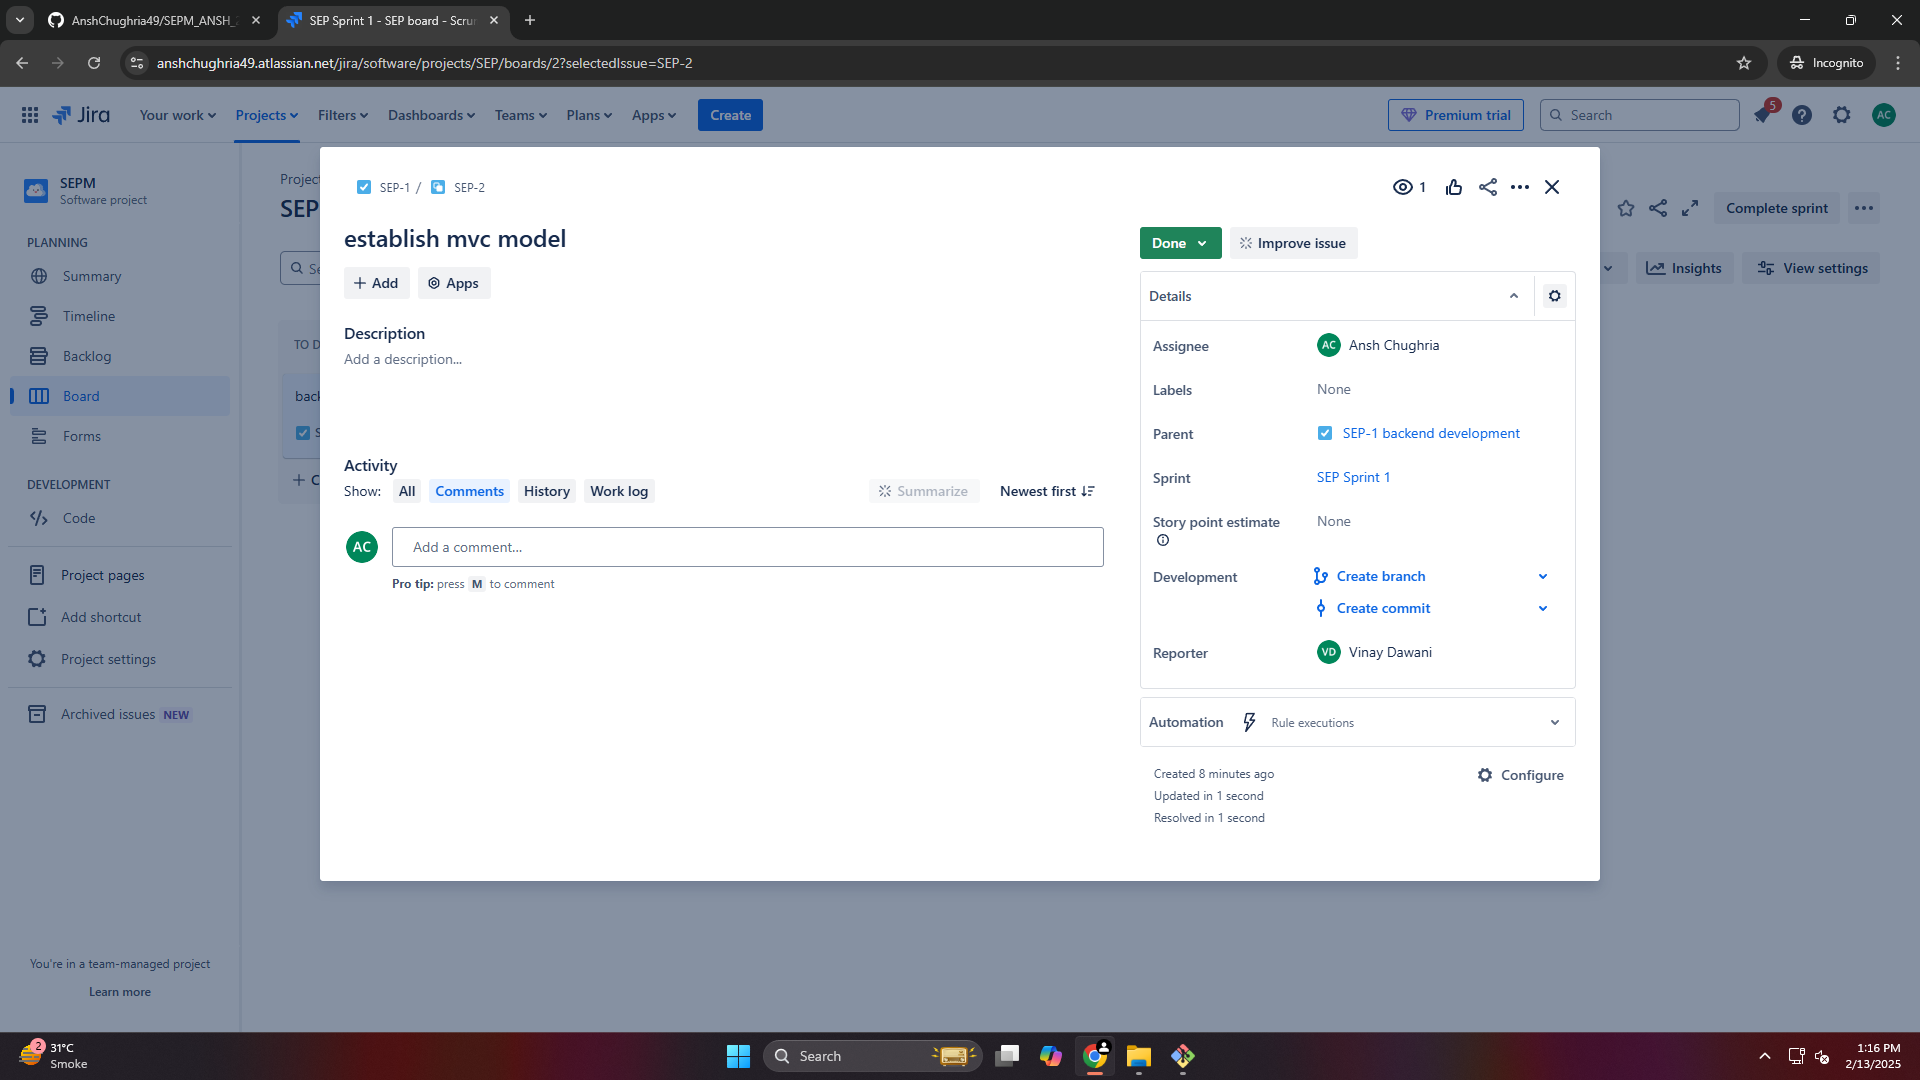 AnshChughria49/SEPM_ANSH_2
SEP Sprint 1 - SEP board - Scrum
anshchughria49.atlassian.net/jira/software/projects/SEP/boards/2?selectedIssue=SEP-2
Incognito
Jira
Your work
Projects
Filters
Dashboards
Teams
Plans
Apps
Create
Premium trial
Search
5
AC
SEPM
Software project
PLANNING
Summary
Timeline
Backlog
Board
Forms
DEVELOPMENT
Code
Project pages
Add shortcut
Project settings
Archived issues NEW
You're in a team-managed project
Learn more
Project
SEP
Se
TO D
back
S
+ C
Complete sprint
Insights
View settings
SEP-1 / SEP-2
1
establish mvc model
Add
Apps
Description
Add a description...
Activity
Show: All Comments History Work log
Summarize
Newest first
AC
Add a comment...
Pro tip: press M to comment
Done
Improve issue
Details
Assignee
AC Ansh Chughria
Labels
None
Parent
SEP-1 backend development
Sprint
SEP Sprint 1
Story point estimate
None
Development
Create branch
Create commit
Reporter
VD Vinay Dawani
Automation
Rule executions
Created 8 minutes ago
Updated in 1 second
Resolved in 1 second
Configure
2
31°C
Smoke
Search
1:16 PM
2/13/2025